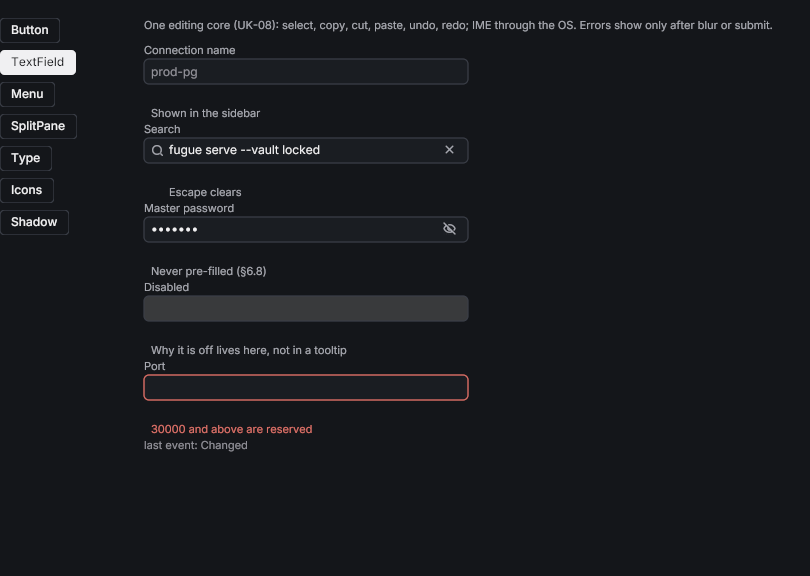 Button
TextField
Menu
SplitPane
Type
Icons
Shadow
One editing core (UK-08): select, copy, cut, paste, undo, redo; IME through the OS. Errors show only after blur or submit.
Connection name
prod-pg
Shown in the sidebar
Search
fugue serve --vault locked
Escape clears
Master password
•••••••
Never pre-filled (§6.8)
Disabled
Why it is off lives here, not in a tooltip
Port
30000 and above are reserved
last event: Changed